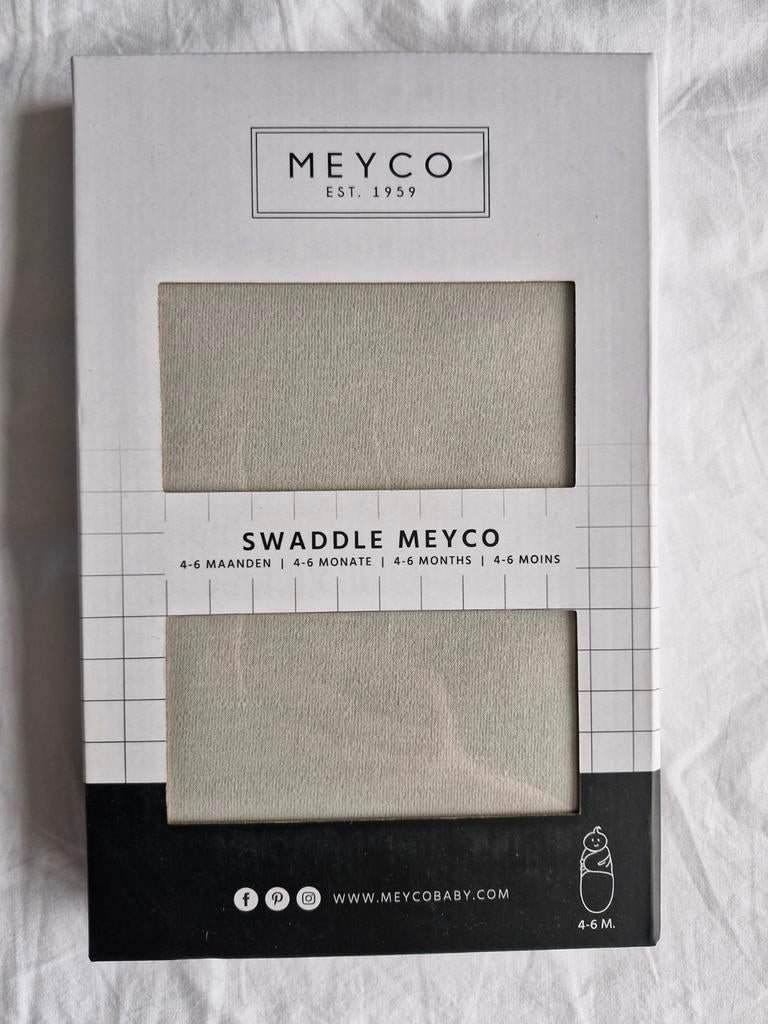 MEYCO
EST. 1959
SWADDLE MEYCO
4-6 MAANDEN | 4-6 MONATE | 4-6 MONTHS | 4-6 MOINS
WWW.MEYCOBABY.COM
4-6 M.